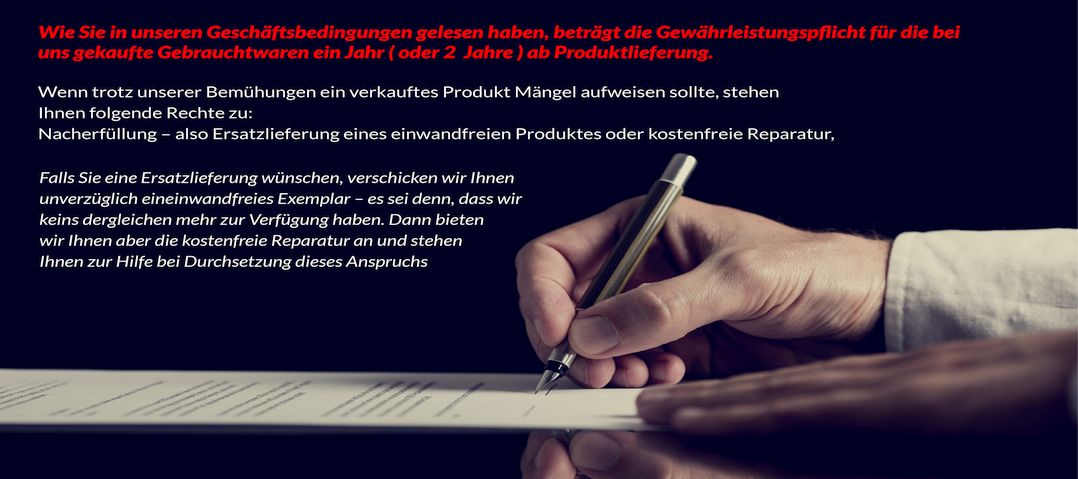 Wie Sie in unseren Geschäftsbedingungen gelesen haben, beträgt die Gewährleistungspflicht für die bei
uns gekaufte Gebrauchtwaren ein Jahr ( oder 2 Jahre ) ab Produktlieferung.
Wenn trotz unserer Bemühungen ein verkauftes Produkt Mängel aufweisen sollte, stehen
Ihnen folgende Rechte zu:
Nacherfüllung – also Ersatzlieferung eines einwandfreien Produktes oder kostenfreie Reparatur,
Falls Sie eine Ersatzlieferung wünschen, verschicken wir Ihnen
unverzüglich eineinwandfreies Exemplar – es sei denn, dass wir
keins dergleichen mehr zur Verfügung haben. Dann bieten
wir Ihnen aber die kostenfreie Reparatur an und stehen
Ihnen zur Hilfe bei Durchsetzung dieses Anspruchs